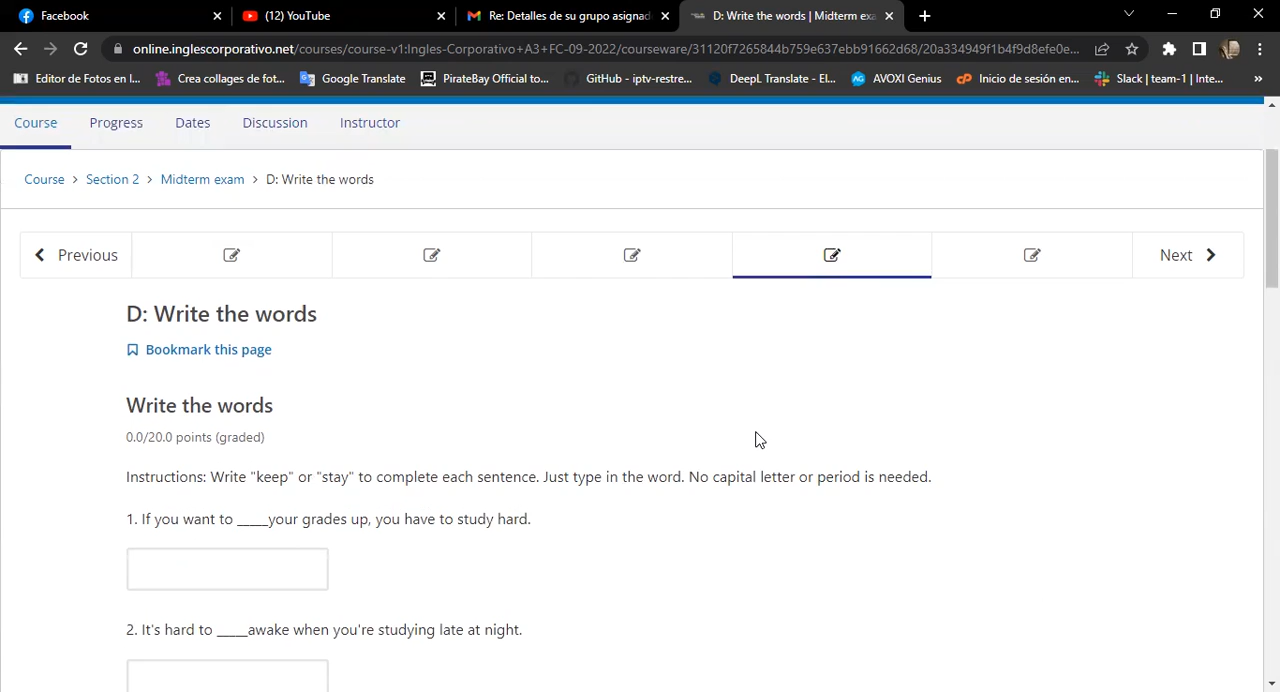 Facebook
(12) YouTube
Re: Detalles de su grupo asignad
D: Write the words | Midterm exa
online.inglescorporativo.net/courses/course-v1:Ingles-Corporativo+A3+FC-09-2022/courseware/31120f7265844b759e637ebb91662d68/20a334949f1b4f9d8efe0e...
Editor de Fotos en l...
Crea collages de fot...
Google Translate
PirateBay Official to...
GitHub - iptv-restre...
DeepL Translate - El...
AVOXI Genius
Inicio de sesión en...
Slack | team-1 | Inte...
»
Course Progress Dates Discussion Instructor
Course > Section 2 > Midterm exam > D: Write the words
Previous
Next
D: Write the words
Bookmark this page
Write the words
0.0/20.0 points (graded)
Instructions: Write "keep" or "stay" to complete each sentence. Just type in the word. No capital letter or period is needed.
1. If you want to _____your grades up, you have to study hard.
2. It's hard to _____awake when you're studying late at night.